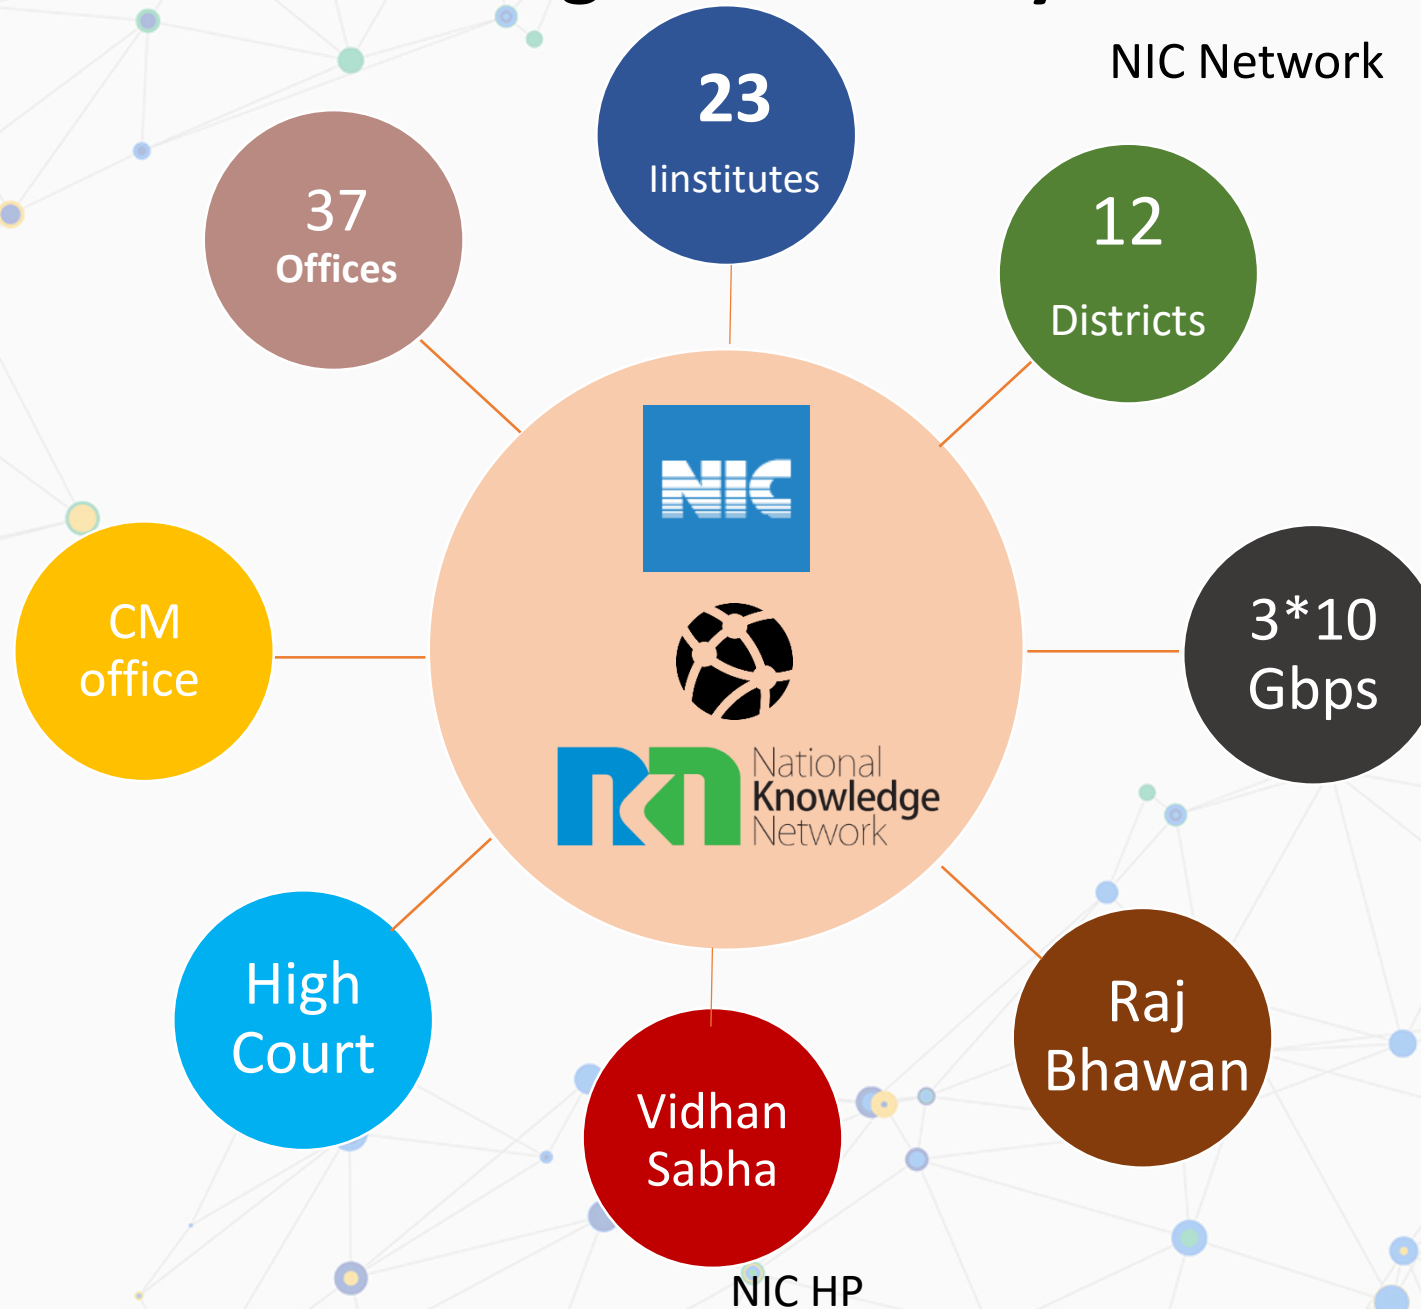 NIC Network
23
Iinstitutes
37
Offices
12
Districts
NIC
CM
office
3*10
Gbps
National
Knowledge
Network
High
Court
Raj
Bhawan
Vidhan
Sabha
NIC HP